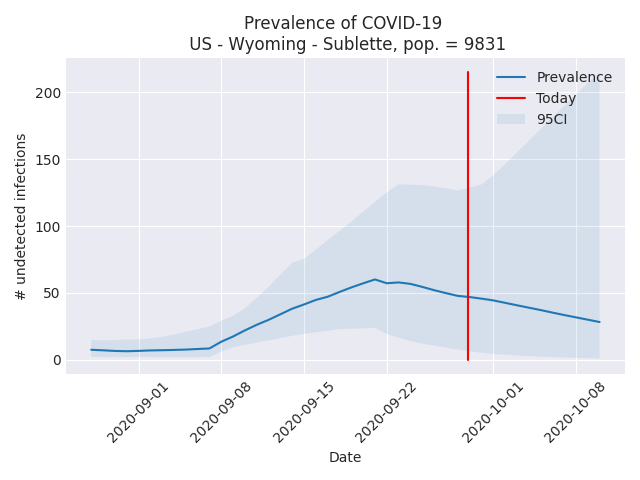 Prevalence of COVID-19
US - Wyoming - Sublette, pop. = 9831
Prevalence
Today
95CI
# undetected infections
200
150
100
50
0
2020-09-01
2020-09-08
2020-09-15
2020-09-22
2020-10-01
2020-10-08
Date